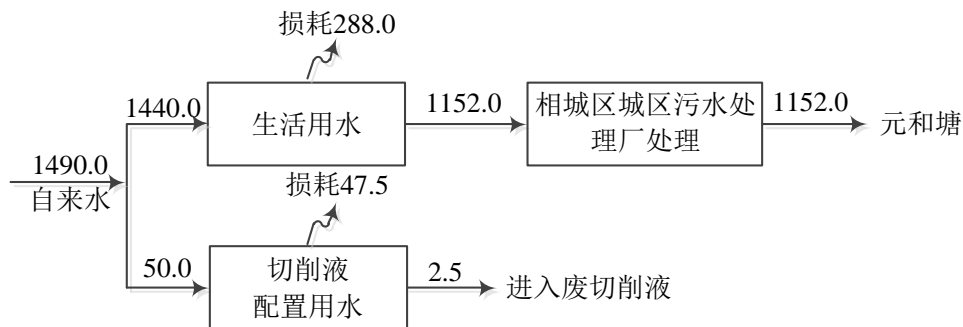 损耗288.0
1440.0
生活用水
1152.0
相城区城区污水处
理厂处理
1152.0
元和塘
1490.0
自来水
损耗47.5
50.0
切削液
配置用水
2.5
进入废切削液